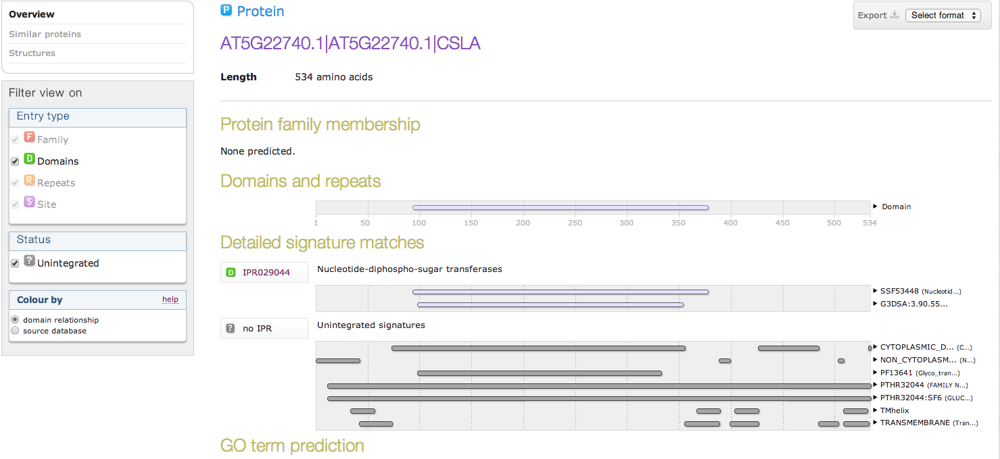 Overview
Similar proteins
Structures
Filter view on
Entry type
F Family
D Domains
R Repeats
S Site
Status
? Unintegrated
Colour by help
domain relationship
source database
P Protein
Export Select format
AT5G22740.1|AT5G22740.1|CSLA
Length 534 amino acids
Protein family membership
None predicted.
Domains and repeats
Domain
1 50 100 150 200 250 300 350 400 450 500 534
Detailed signature matches
D IPR029044 Nucleotide-diphospho-sugar transferases
SSF53448 (Nucleotid...)
G3DSA:3.90.55...
? no IPR Unintegrated signatures
CYTOPLASMIC_D... (C...)
NON_CYTOPLASM... (N...)
PF13641 (Glyco_tran...)
PTHR32044 (FAMILY N...)
PTHR32044:SF6 (GLUC...)
TMhelix
TRANSMEMBRANE (Tran...)
GO term prediction